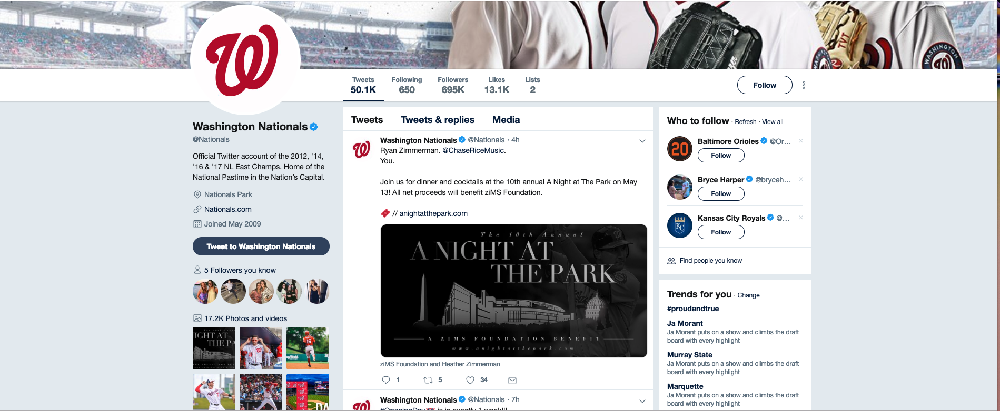 TVT
WASHINGTON
Tweets
50.1K
Following
650
Followers
695K
Likes
13.1K
Lists
2
Follow
Washington Nationals
@Nationals
Official Twitter account of the 2012, '14,
'16 & '17 NL East Champs. Home of the
National Pastime in the Nation’s Capital.
Nationals Park
Nationals.com
Joined May 2009
Tweet to Washington Nationals
5 Followers you know
17.2K Photos and videos
IGHT AT
THE PA
16
Tweets Tweets & replies Media
Washington Nationals @Nationals · 4h
Ryan Zimmerman. @ChaseRiceMusic.
You.
Join us for dinner and cocktails at the 10th annual A Night at The Park on May
13! All net proceeds will benefit ziMS Foundation.
// anightatthepark.com
The 10th Annual
A NIGHT AT
THE PARK
A ZIMS FOUNDATION BENEFIT
www.anightatthepark.com
ziMS Foundation and Heather Zimmerman
1 5 34
Washington Nationals @Nationals · 7h
#OpeningDay is in exactly 1 week!!!
Who to follow · Refresh · View all
20
Baltimore Orioles @Or...
Follow
Bryce Harper @bryceh...
Follow
KC
Kansas City Royals @...
Follow
Find people you know
Trends for you · Change
#proudandtrue
Ja Morant
Ja Morant puts on a show and climbs the draft
board with every highlight
Murray State
Ja Morant puts on a show and climbs the draft
board with every highlight
Marquette
Ja Morant puts on a show and climbs the draft
board with every highlight